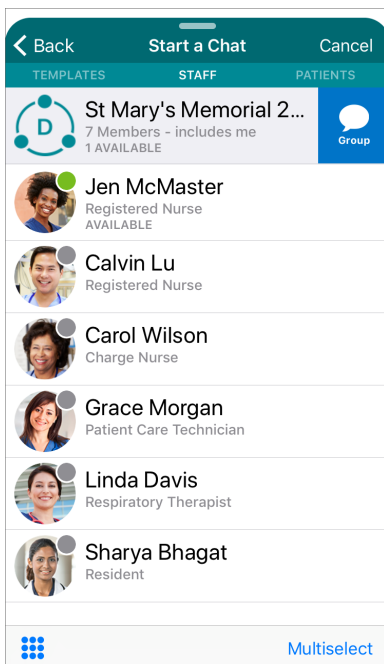 Back Start a Chat Cancel
TEMPLATES STAFF PATIENTS
St Mary's Memorial 2...
D
7 Members - includes me
1 AVAILABLE
Group
Jen McMaster
Registered Nurse
AVAILABLE
Calvin Lu
Registered Nurse
Carol Wilson
Charge Nurse
Grace Morgan
Patient Care Technician
Linda Davis
Respiratory Therapist
Sharya Bhagat
Resident
Multiselect